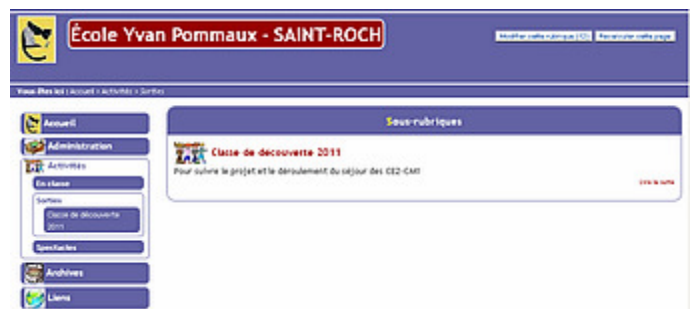 École Yvan Pommaux - SAINT-ROCH
Modifier cette rubrique (12) Recalculer cette page
Vous êtes ici : Accueil > Activités > Sorties
Accueil
Sous-rubriques
Administration
Classe de découverte 2011
Activités
Pour suivre le projet et le déroulement du séjour des CE2-CM1
En classe
Lire la suite
Sorties
Classe de découverte
2011
Spectacles
Archives
Liens